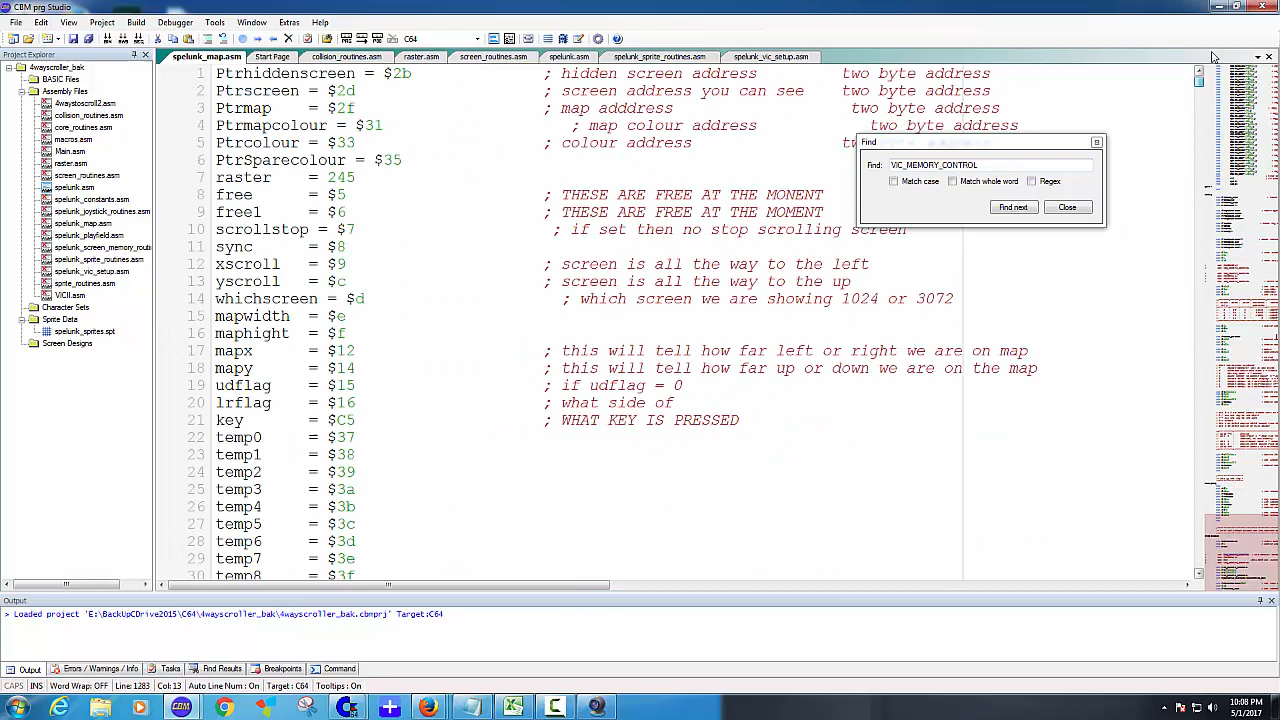 CBM prg Studio
File Edit View Project Build Debugger Tools Window Extras Help
C64
Project Explorer
4wayscroller_bak
BASIC Files
Assembly Files
4waystoscroll2.asm
collision_routines.asm
core_routines.asm
macros.asm
Main.asm
raster.asm
screen_routines.asm
spelunk.asm
spelunk_constants.asm
spelunk_joystick_routines.asm
spelunk_map.asm
spelunk_playfield.asm
spelunk_screen_memory_routi
spelunk_sprite_routines.asm
spelunk_vic_setup.asm
sprite_routines.asm
VICII.asm
Character Sets
Sprite Data
spelunk_sprites.spt
Screen Designs
spelunk_map.asm Start Page collision_routines.asm raster.asm screen_routines.asm spelunk.asm spelunk_sprite_routines.asm spelunk_vic_setup.asm
1 Ptrhiddenscreen = $2b ; hidden screen address two byte address
2 Ptrscreen = $2d ; screen address you can see two byte address
3 Ptrmap = $2f ; map adddress two byte address
4 Ptrmapcolour = $31 ; map colour address two byte address
5 Ptrcolour = $33 ; colour address
6 PtrSparecolour = $35
7 raster = 245
8 free = $5 ; THESE ARE FREE AT THE MONENT
9 free1 = $6 ; THESE ARE FREE AT THE MOMENT
10 scrollstop = $7 ; if set then no stop scrolling screen
11 sync = $8
12 xscroll = $9 ; screen is all the way to the left
13 yscroll = $c ; screen is all the way to the up
14 whichscreen = $d ; which screen we are showing 1024 or 3072
15 mapwidth = $e
16 maphight = $f
17 mapx = $12 ; this will tell how far left or right we are on map
18 mapy = $14 ; this will tell how far up or down we are on tho map
19 udflag = $15 ; if udflag = 0
20 lrflag = $16 ; what side of
21 key = $C5 ; WHAT KEY IS PRESSED
22 temp0 = $37
23 temp1 = $38
24 temp2 = $39
25 temp3 = $3a
26 temp4 = $3b
27 temp5 = $3c
28 temp6 = $3d
29 temp7 = $3e
30 temp8 = $3f
Find
Find: VIC_MEMORY_CONTROL
Match case Match whole word Regex
Find next Close
Output
> Loaded project 'E:\BackUpCDrive2015\C64\4wayscroller_bak\4wayscroller_bak.cbmprj' Target:C64
Output Errors / Warnings / Info Tasks Find Results Breakpoints Command
CAPS INS Word Wrap: OFF Line: 1283 Col: 13 Auto Line Num : On Target : C64 Tooltips : On
10:08 PM
5/1/2017